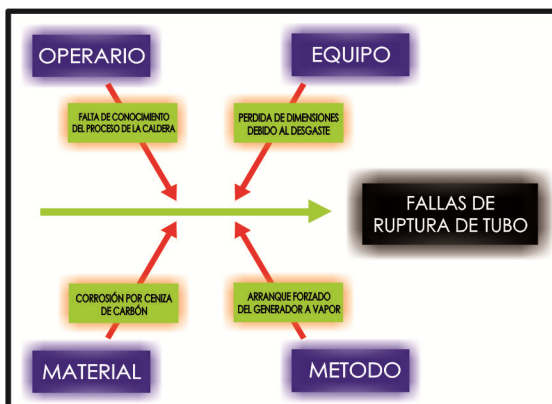 OPERARIO
EQUIPO
FALTA DE CONOCIMIENTO
DEL PROCESO DE LA CALDERA
PERDIDA DE DIMENSIONES
DEBIDO AL DESGASTE
FALLAS DE
RUPTURA DE TUBO
CORROSIÓN POR CENIZA
DE CARBÓN
ARRANQUE FORZADO
DEL GENERADOR A VAPOR
MATERIAL
METODO